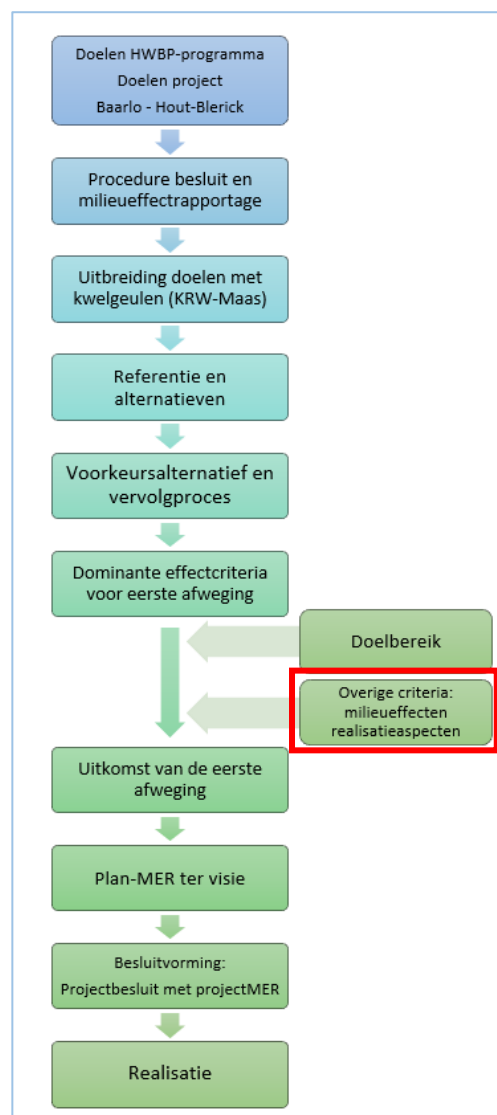 Doelen HWBP-programma
Doelen project
Baarlo - Hout-Blerick
Procedure besluit en
milieueffectrapportage
Uitbreiding doelen met
kwelgeulen (KRW-Maas)
Referentie en
alternatieven
Voorkeursalternatief en
vervolgproces
Dominante effectcriteria
voor eerste afweging
Doelbereik
Overige criteria:
milieueffecten
realisatieaspecten
Uitkomst van de eerste
afweging
Plan-MER ter visie
Besluitvorming:
Projectbesluit met projectMER
Realisatie